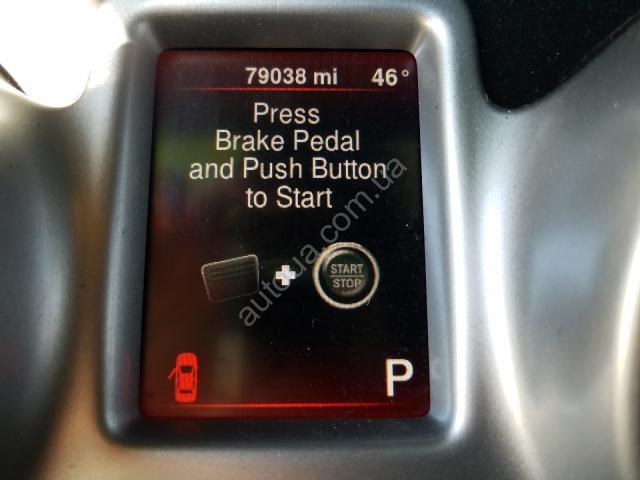 79038 mi 46°
Press
Brake Pedal
and Push Button
to Start
START
STOP
P
autoua.com.ua